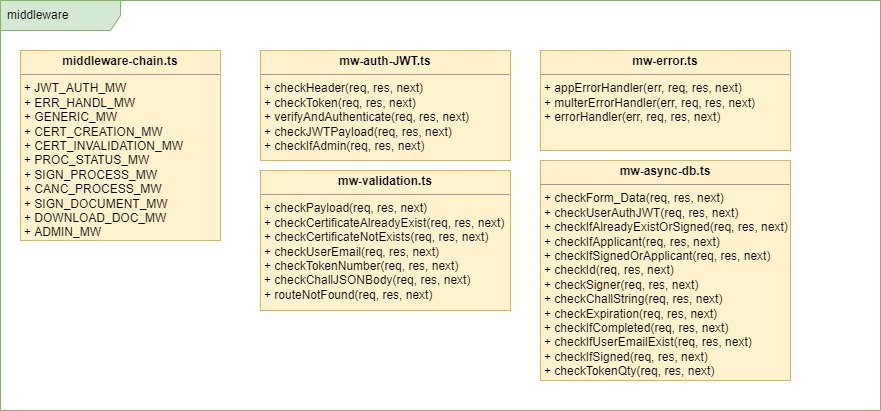 middleware
middleware-chain.ts
+ JWT_AUTH_MW
+ ERR_HANDL_MW
+ GENERIC_MW
+ CERT_CREATION_MW
+ CERT_INVALIDATION_MW
+ PROC_STATUS_MW
+ SIGN_PROCESS_MW
+ CANC_PROCESS_MW
+ SIGN_DOCUMENT_MW
+ DOWNLOAD_DOC_MW
+ ADMIN_MW
mw-auth-JWT.ts
+ checkHeader(req, res, next)
+ checkToken(req, res, next)
+ verifyAndAuthenticate(req, res, next)
+ checkJWTPayload(req, res, next)
+ checkIfAdmin(req, res, next)
mw-validation.ts
+ checkPayload(req, res, next)
+ checkCertificateAlreadyExist(req, res, next)
+ checkCertificateNotExists(req, res, next)
+ checkUserEmail(req, res, next)
+ checkTokenNumber(req, res, next)
+ checkChallJSONBody(req, res, next)
+ routeNotFound(req, res, next)
mw-error.ts
+ appErrorHandler(err, req, res, next)
+ multerErrorHandler(err, req, res, next)
+ errorHandler(err, req, res, next)
mw-async-db.ts
+ checkForm_Data(req, res, next)
+ checkUserAuthJWT(req, res, next)
+ checkIfAlreadyExistOrSigned(req, res, next)
+ checkIfApplicant(req, res, next)
+ checkIfSignedOrApplicant(req, res, next)
+ checkId(req, res, next)
+ checkSigner(req, res, next)
+ checkChallString(req, res, next)
+ checkExpiration(req, res, next)
+ checkIfCompleted(req, res, next)
+ checkIfUserEmailExist(req, res, next)
+ checkIfSigned(req, res, next)
+ checkTokenQty(req, res, next)